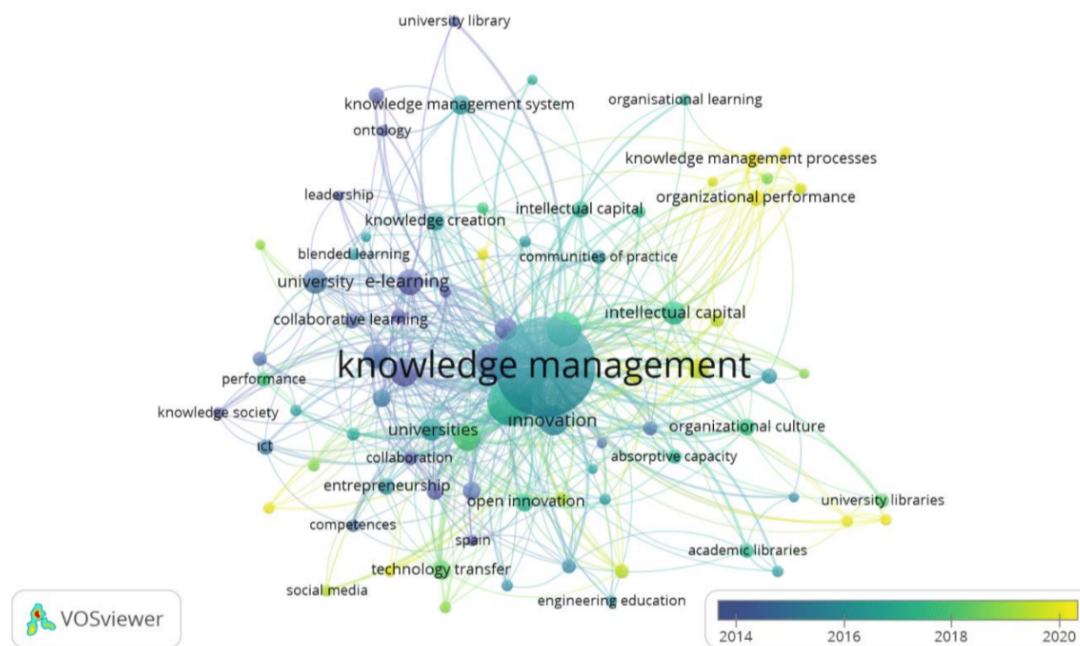 university library
knowledge management system
organisational learning
ontology
knowledge management processes
leadership
organizational performance
intellectual capital
knowledge creation
blended learning
communities of practice
university
e-learning
intellectual capital
collaborative learning
knowledge management
performance
knowledge society
innovation
universities
organizational culture
ict
collaboration
absorptive capacity
entrepreneurship
open innovation
university libraries
competences
spain
academic libraries
technology transfer
social media
engineering education
VOSviewer
2014
2016
2018
2020